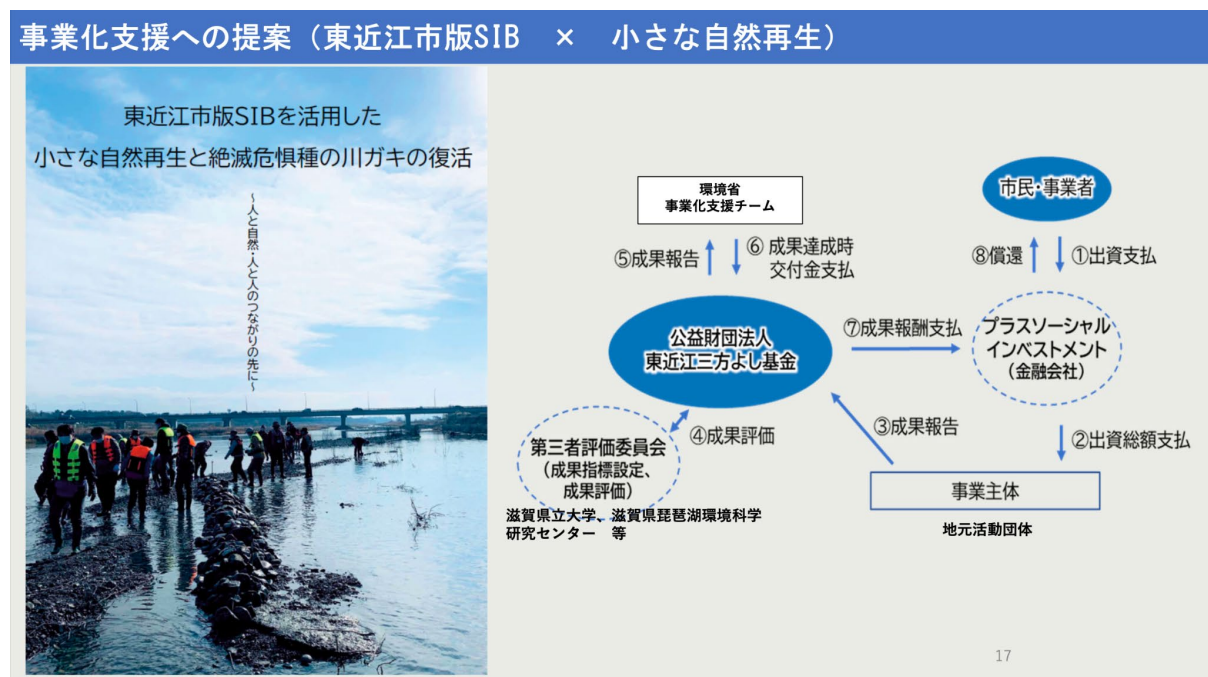 事業化支援への提案（東近江市版SIB　×　小さな自然再生）
東近江市版SIBを活用した
小さな自然再生と絶滅危惧種の川ガキの復活
～人と自然・人と人のつながりの先に～
環境省
事業化支援チーム
⑤成果報告
⑥ 成果達成時
交付金支払
市民・事業者
⑧償還
①出資支払
公益財団法人
東近江三方よし基金
⑦成果報酬支払
プラスソーシャル
インベストメント
（金融会社）
④成果評価
③成果報告
②出資総額支払
第三者評価委員会
（成果指標設定、
成果評価）
滋賀県立大学、滋賀県琵琶湖環境科学
研究センター　等
事業主体
地元活動団体
17